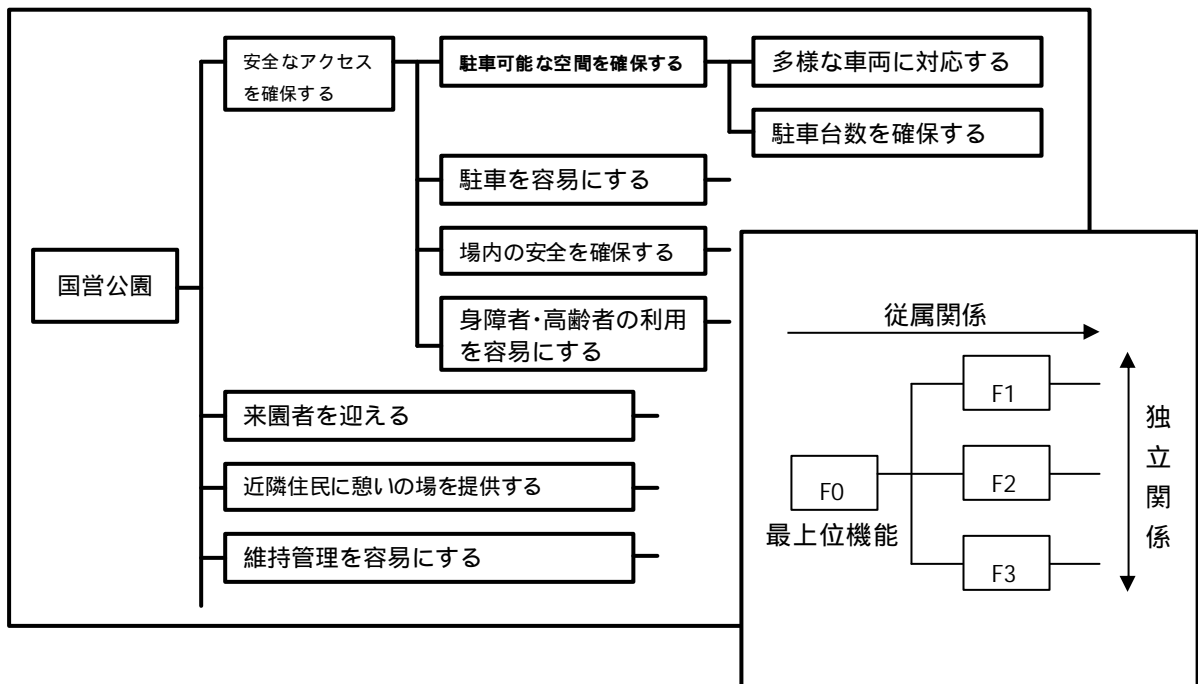 安全なアクセス
を確保する
駐車可能な空間を確保する
多様な車両に対応する
駐車台数を確保する
駐車を容易にする
場内の安全を確保する
身障者・高齢者の利用
を容易にする
国営公園
来園者を迎える
近隣住民に憩いの場を提供する
維持管理を容易にする
従属関係
F1
F2
F3
F0
最上位機能
独立関係